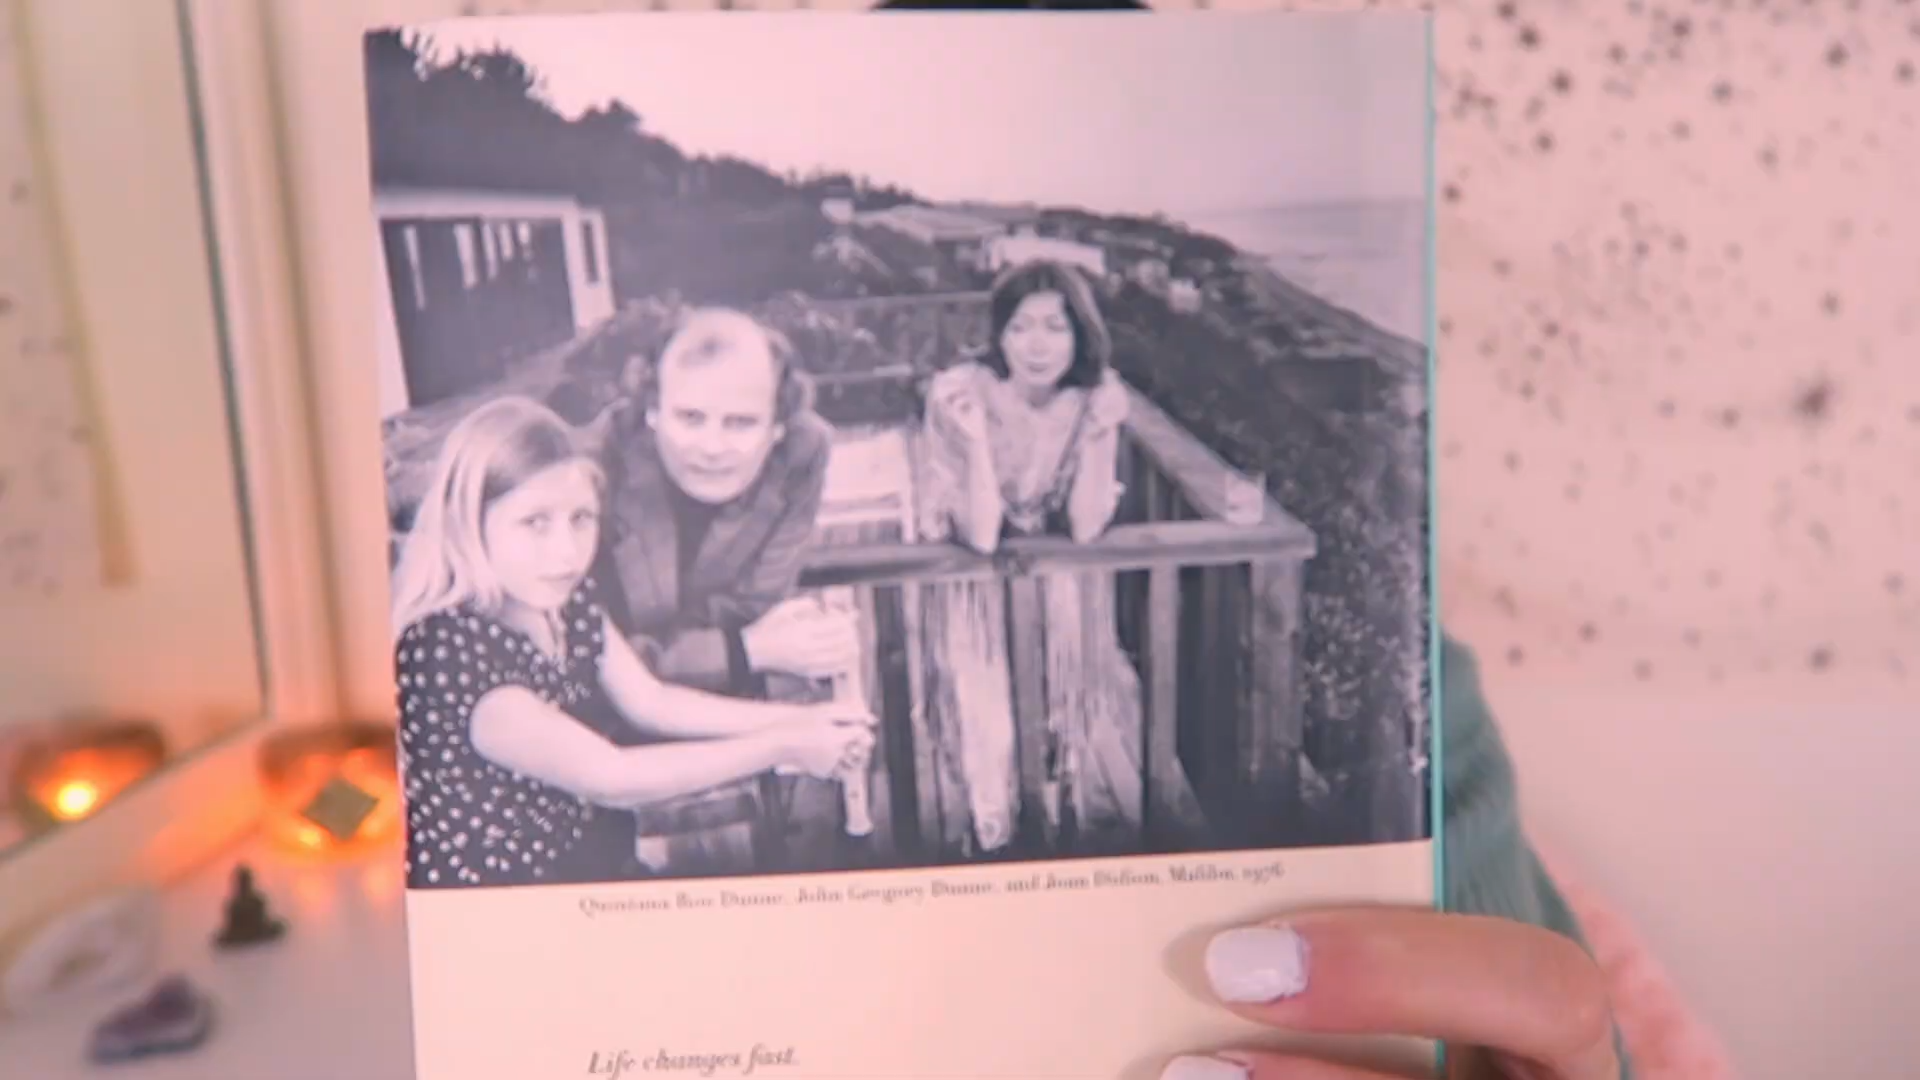 Quintana Roo Dunne, John Gregory Dunne, and Joan Didion, Malibu, 1976
Life changes fast.